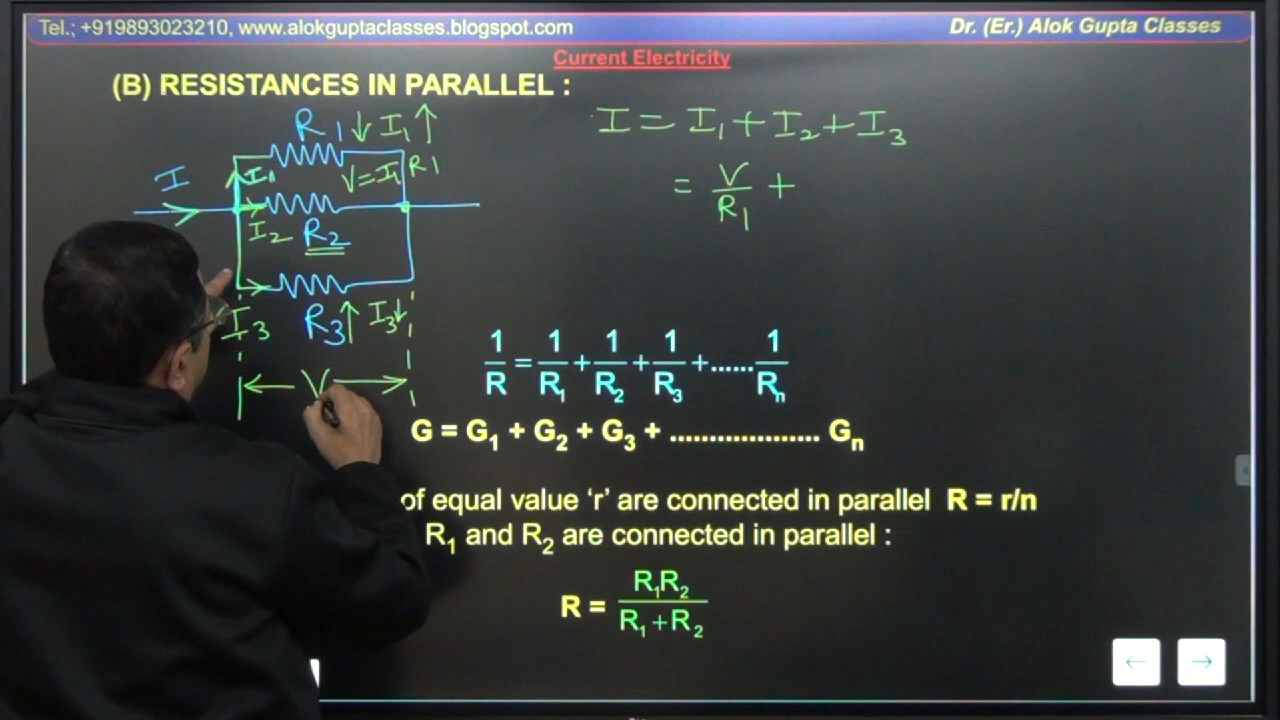 Tel.; +919893023210, www.alokguptaclasses.blogspot.com
Dr. (Er.) Alok Gupta Classes
Current Electricity
(B) RESISTANCES IN PARALLEL :
R1 ↓ I1 ↑
I
I1
V=I1R1
I2 R2
I3 R3 ↑ I3 ↓
V
I = I1 + I2 + I3
= V/R1 +
1/R = 1/R1 + 1/R2 + 1/R3 + ...... 1/Rn
G = G1 + G2 + G3 + .................... Gn
of equal value ‘r’ are connected in parallel R = r/n
R1 and R2 are connected in parallel :
R = R1R2/R1+R2
← →